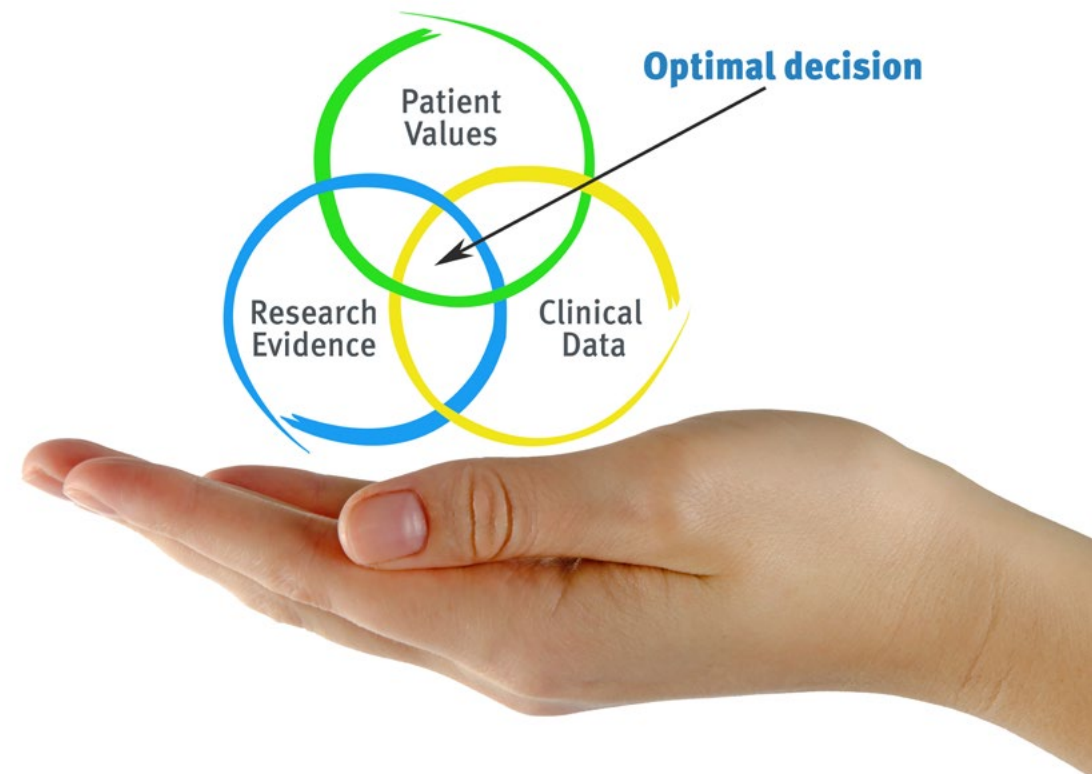 Optimal decision
Patient
Values
Research
Evidence
Clinical
Data